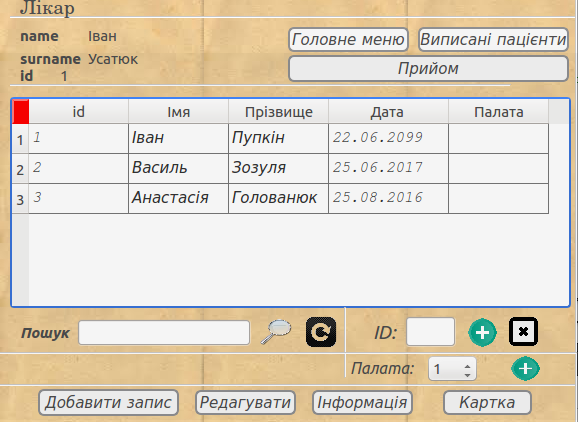 Лікар
name Іван Головне меню Виписані пацієнти
surname Усатюк
id 1 Прийом
id Імя Прізвище Дата Палата
1 1 Іван Пупкін 22.06.2099
2 2 Василь Зозуля 25.06.2017
3 3 Анастасія Голованюк 25.08.2016
Пошук ID:
Палата: 1
Добавити запис Редагувати Інформація Картка